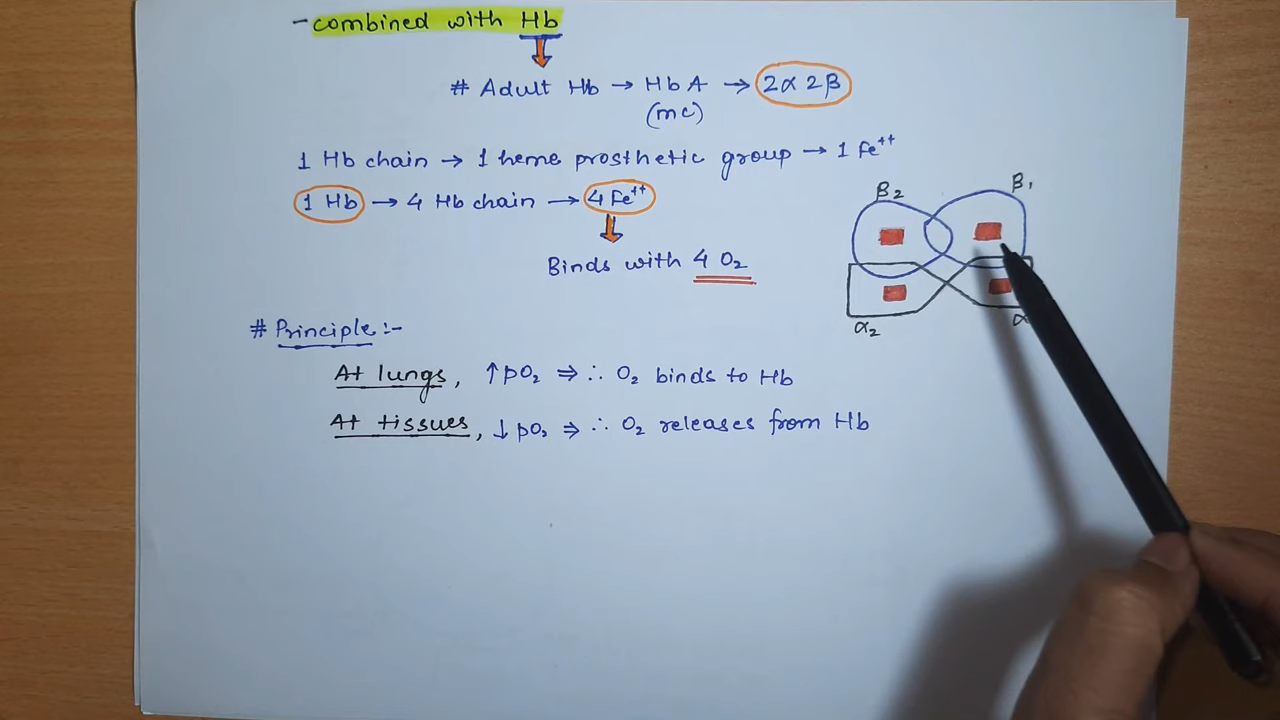 - combined with Hb
# Adult Hb → HbA → 2α 2β
(mc)
1 Hb chain → 1 heme prosthetic group → 1 Fe⁺⁺
1 Hb → 4 Hb chain → 4 Fe⁺⁺
Binds with 4 O₂
β₂ β₁
α₂ α
# Principle :-
At lungs, ↑ pO₂ ⇒ ∴ O₂ binds to Hb
At tissues, ↓ pO₂ ⇒ ∴ O₂ releases from Hb